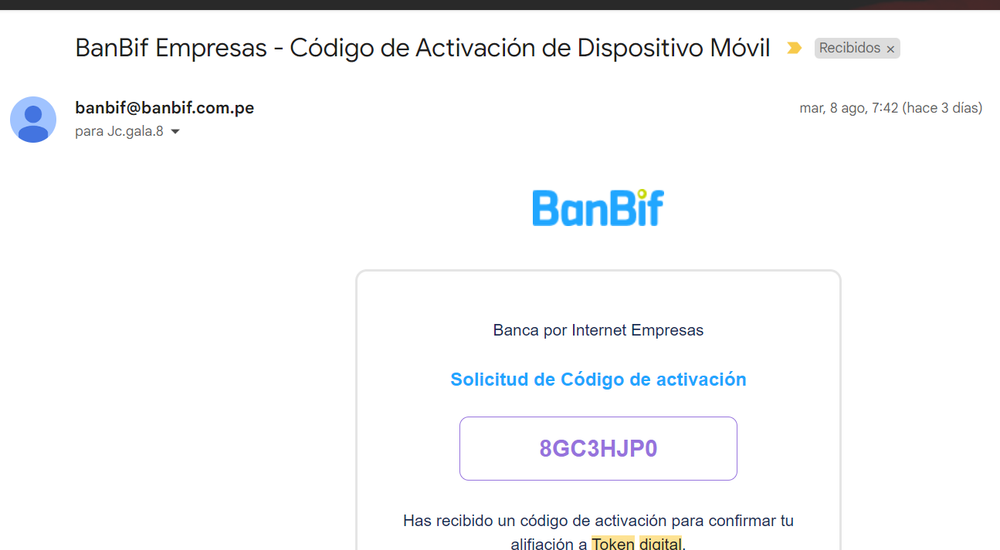 BanBif Empresas - Código de Activación de Dispositivo Móvil Recibidos ×
banbif@banbif.com.pe mar, 8 ago, 7:42 (hace 3 días)
para Jc.gala.8
BanBif
Banca por Internet Empresas
Solicitud de Código de activación
8GC3HJP0
Has recibido un código de activación para confirmar tu
alifiación a Token digital.